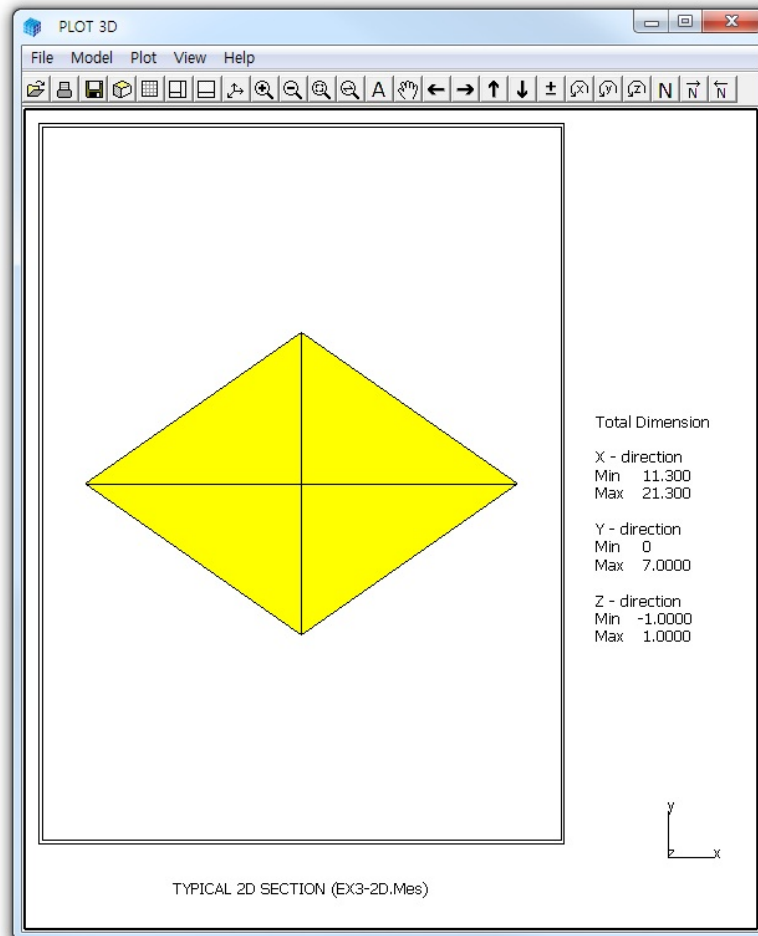 PLOT 3D
File Model Plot View Help
A x y z N N N
Total Dimension
X - direction
Min 11.300
Max 21.300
Y - direction
Min 0
Max 7.0000
Z - direction
Min -1.0000
Max 1.0000
y
z x
TYPICAL 2D SECTION (EX3-2D.Mes)